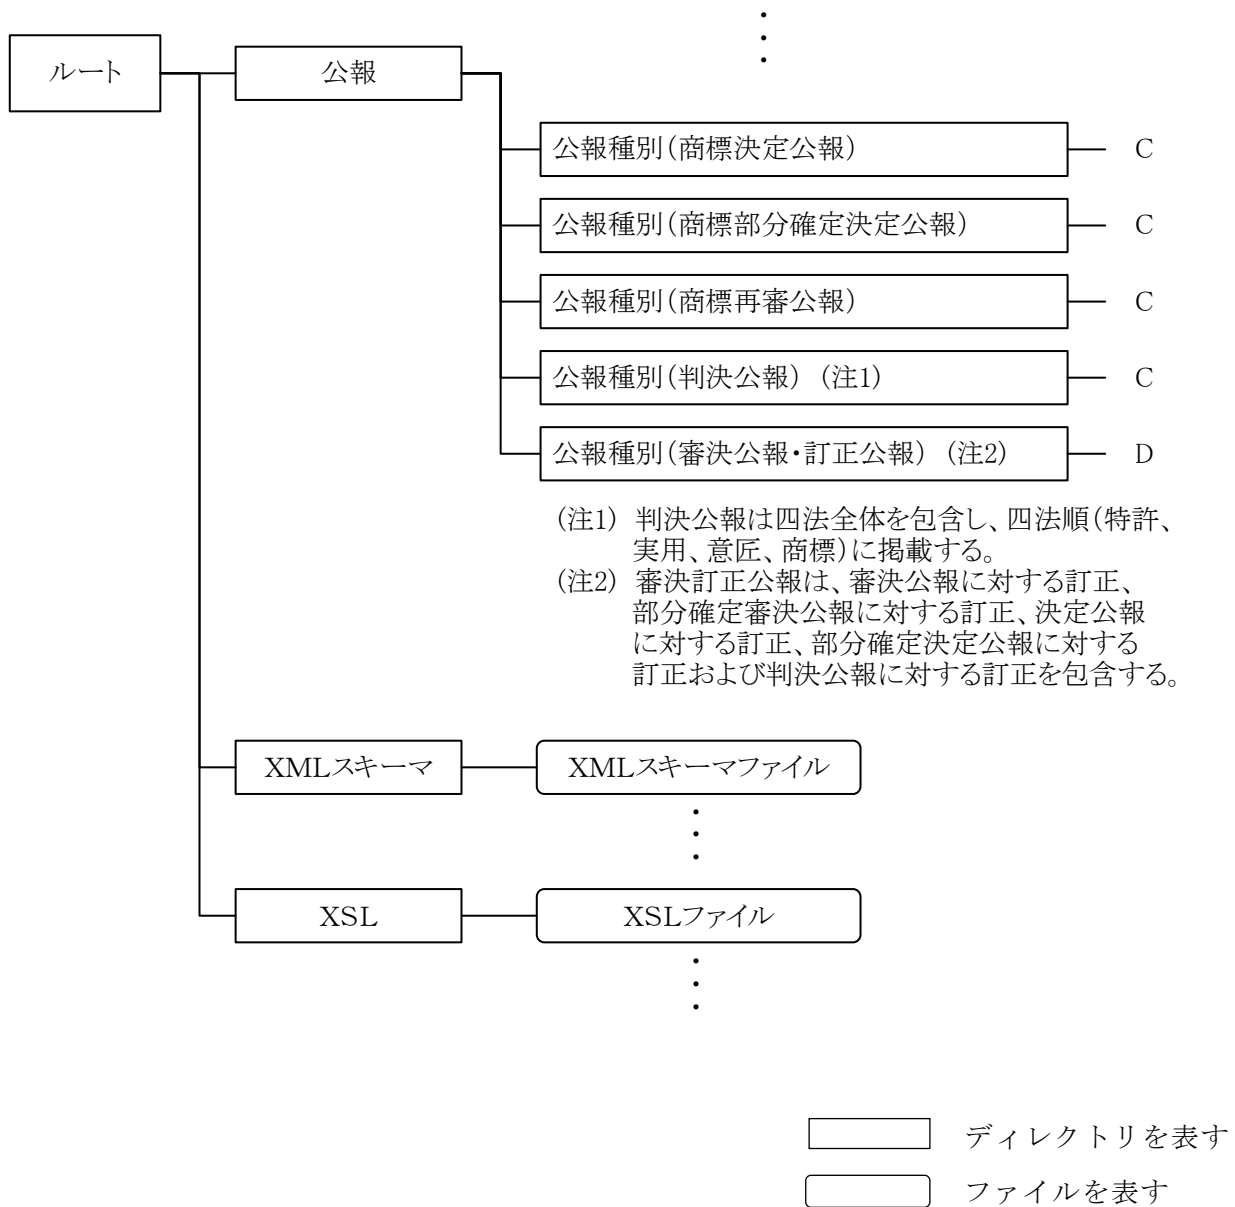 ルート
公報
公報種別(商標決定公報)
C
公報種別(商標部分確定決定公報)
C
公報種別(商標再審公報)
C
公報種別(判決公報) (注1)
C
公報種別(審決公報・訂正公報) (注2)
D
(注1) 判決公報は四法全体を包含し、四法順(特許、
実用、意匠、商標)に掲載する。
(注2) 審決訂正公報は、審決公報に対する訂正、
部分確定審決公報に対する訂正、決定公報
に対する訂正、部分確定決定公報に対する
訂正および判決公報に対する訂正を包含する。
XMLスキーマ
XMLスキーマファイル
XSL
XSLファイル
ディレクトリを表す
ファイルを表す